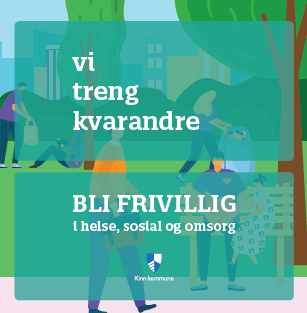 vi
treng
kvarandre
BLI FRIVILLIG
i helse, sosial og omsorg
Kinn kommune